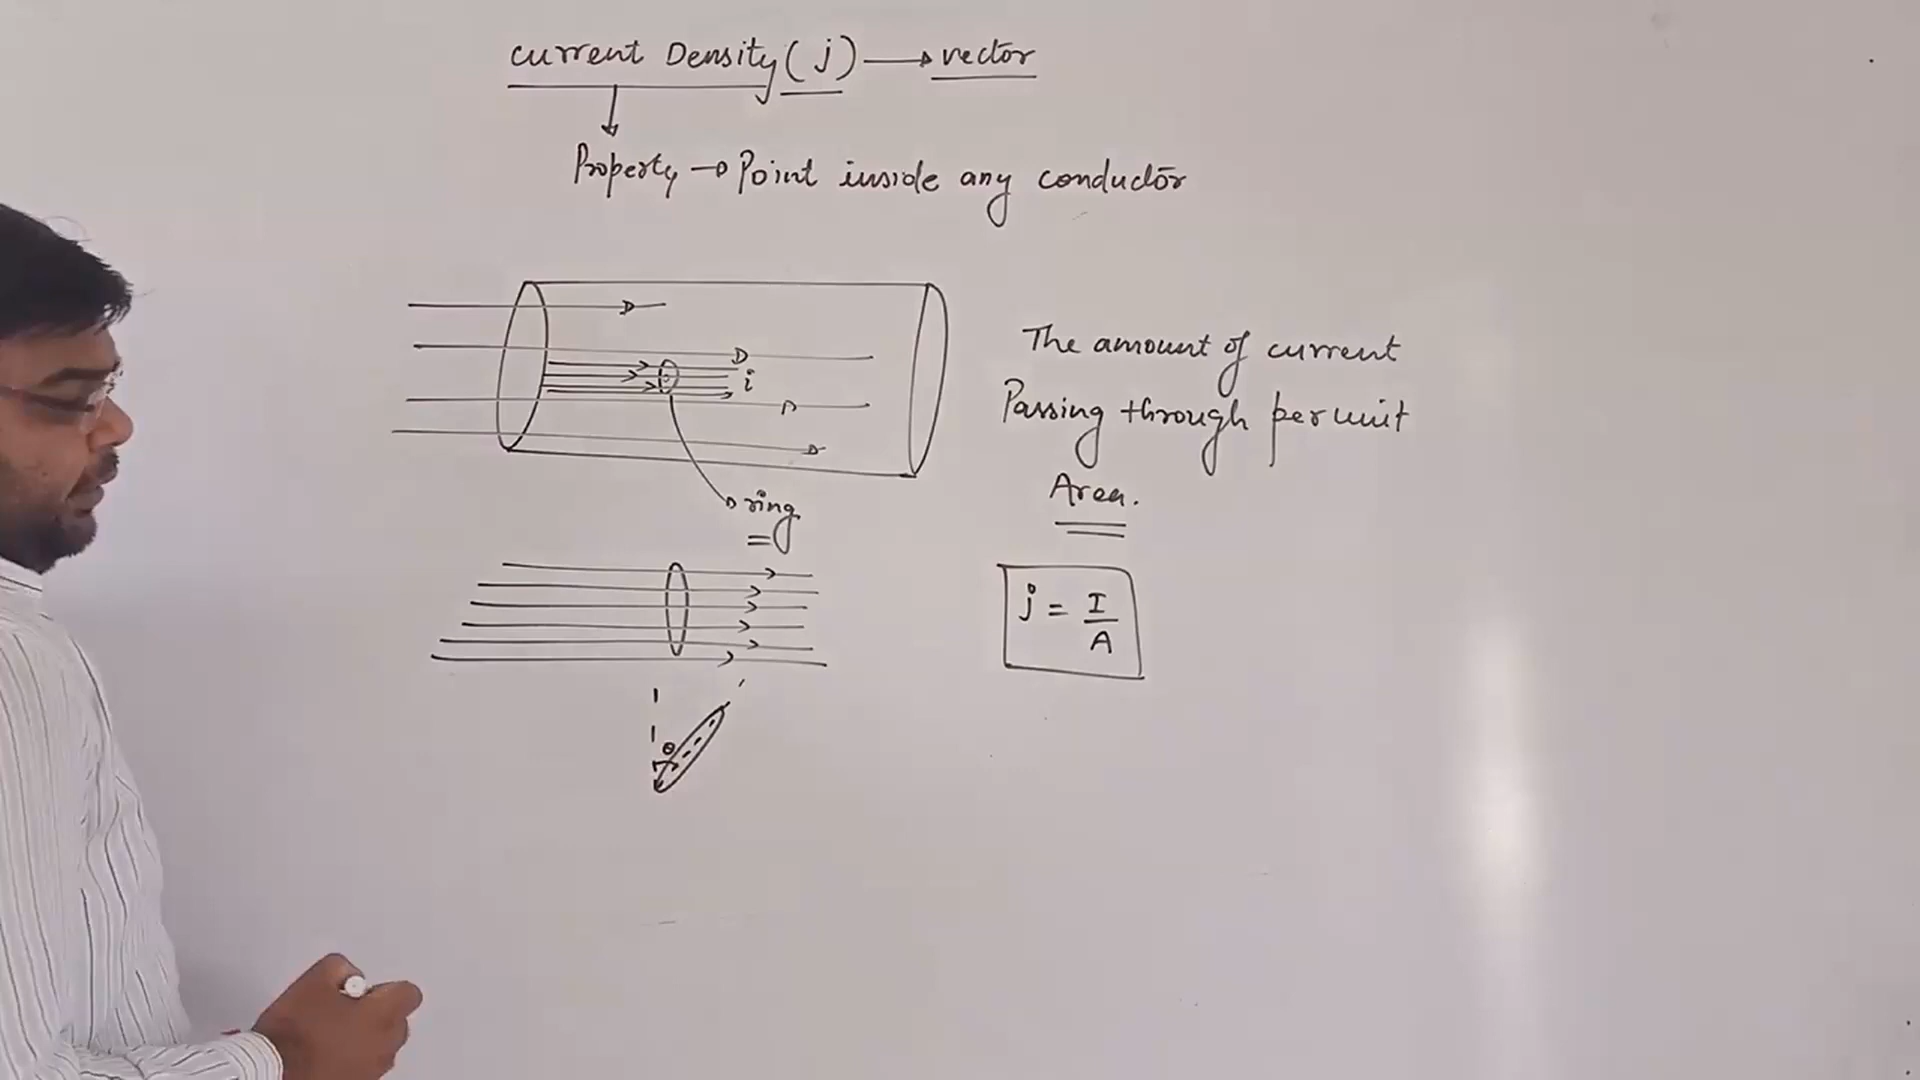 current Density (j) → vector
Property → Point inside any conductor
i
ring
The amount of current
Passing through per unit
Area.
j = I/A
θ